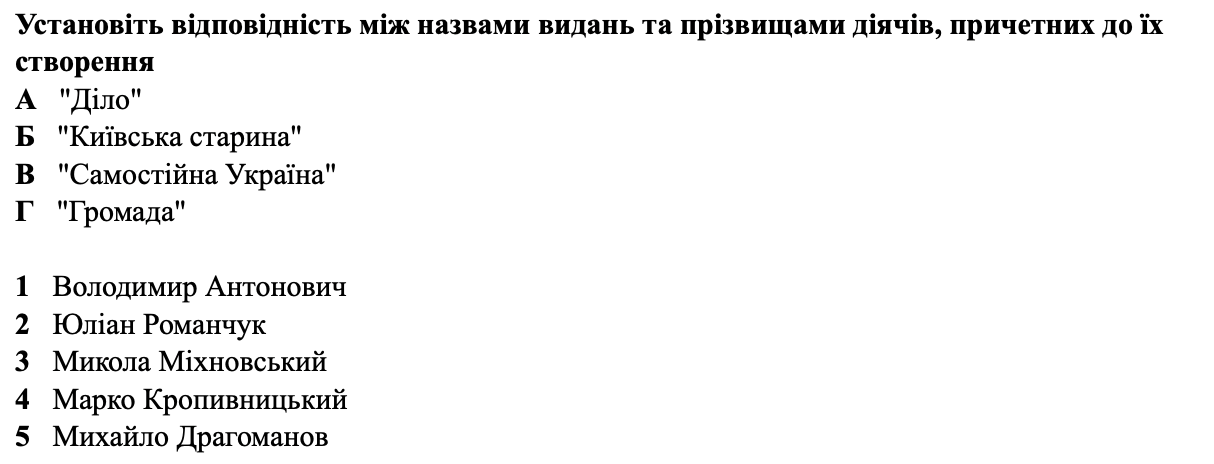 Установіть відповідність між назвами видань та прізвищами діячів, причетних до їх
створення
А "Діло"
Б "Київська старина"
В "Самостійна Україна"
Г "Громада"
1 Володимир Антонович
2 Юліан Романчук
3 Микола Міхновський
4 Марко Кропивницький
5 Михайло Драгоманов